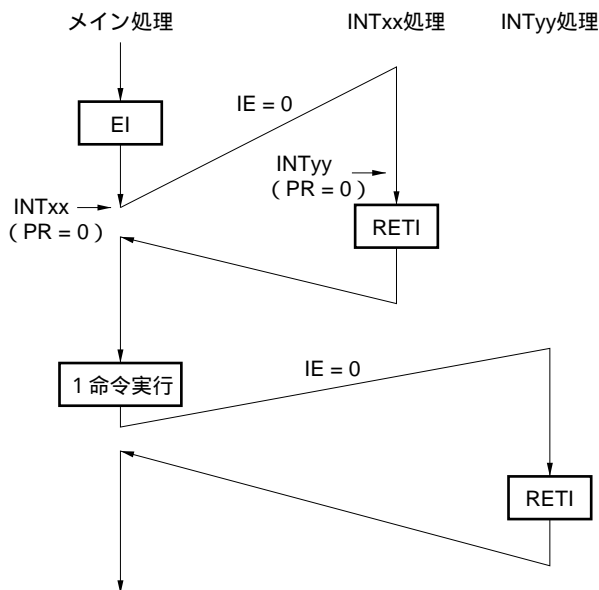 メイン処理
INTxx処理
INTyy処理
EI
IE = 0
INTyy
（PR = 0）
INTxx
（PR = 0）
RETI
1 命令実行
IE = 0
RETI